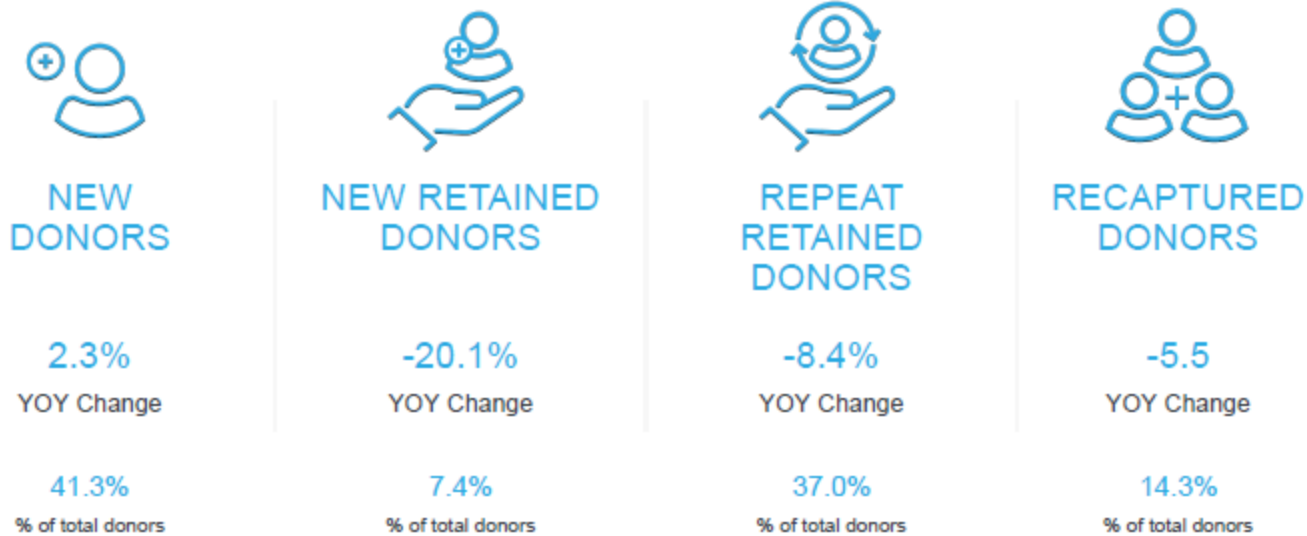 NEW
DONORS
2.3%
YOY Change
41.3%
% of total donors
NEW RETAINED
DONORS
-20.1%
YOY Change
7.4%
% of total donors
REPEAT
RETAINED
DONORS
-8.4%
YOY Change
37.0%
% of total donors
RECAPTURED
DONORS
-5.5
YOY Change
14.3%
% of total donors